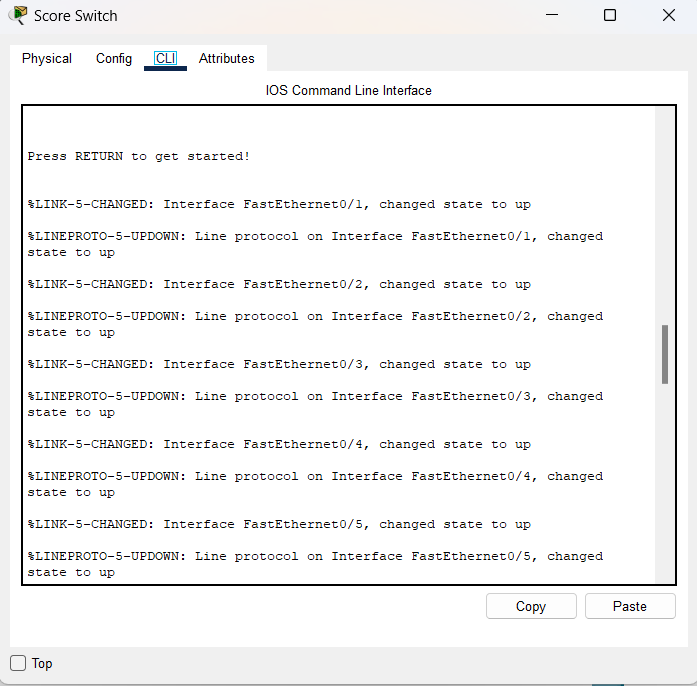 Score Switch
Physical Config CLI Attributes
IOS Command Line Interface
Press RETURN to get started!
%LINK-5-CHANGED: Interface FastEthernet0/1, changed state to up
%LINEPROTO-5-UPDOWN: Line protocol on Interface FastEthernet0/1, changed
state to up
%LINK-5-CHANGED: Interface FastEthernet0/2, changed state to up
%LINEPROTO-5-UPDOWN: Line protocol on Interface FastEthernet0/2, changed
state to up
%LINK-5-CHANGED: Interface FastEthernet0/3, changed state to up
%LINEPROTO-5-UPDOWN: Line protocol on Interface FastEthernet0/3, changed
state to up
%LINK-5-CHANGED: Interface FastEthernet0/4, changed state to up
%LINEPROTO-5-UPDOWN: Line protocol on Interface FastEthernet0/4, changed
state to up
%LINK-5-CHANGED: Interface FastEthernet0/5, changed state to up
%LINEPROTO-5-UPDOWN: Line protocol on Interface FastEthernet0/5, changed
state to up
Copy Paste
Top